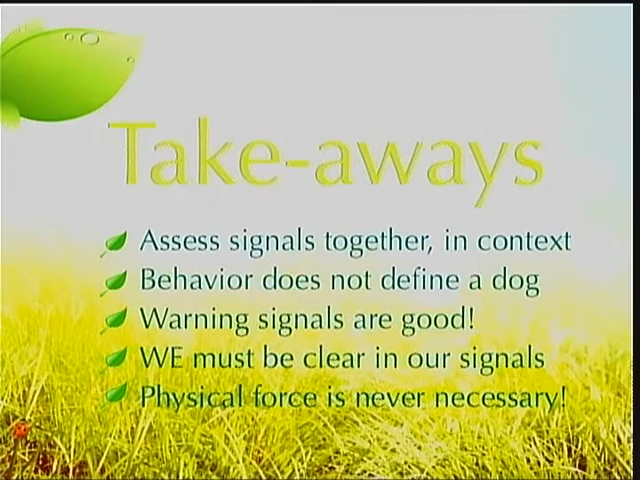 Take-aways
Assess signals together, in context
Behavior does not define a dog
Warning signals are good!
WE must be clear in our signals
Physical force is never necessary!